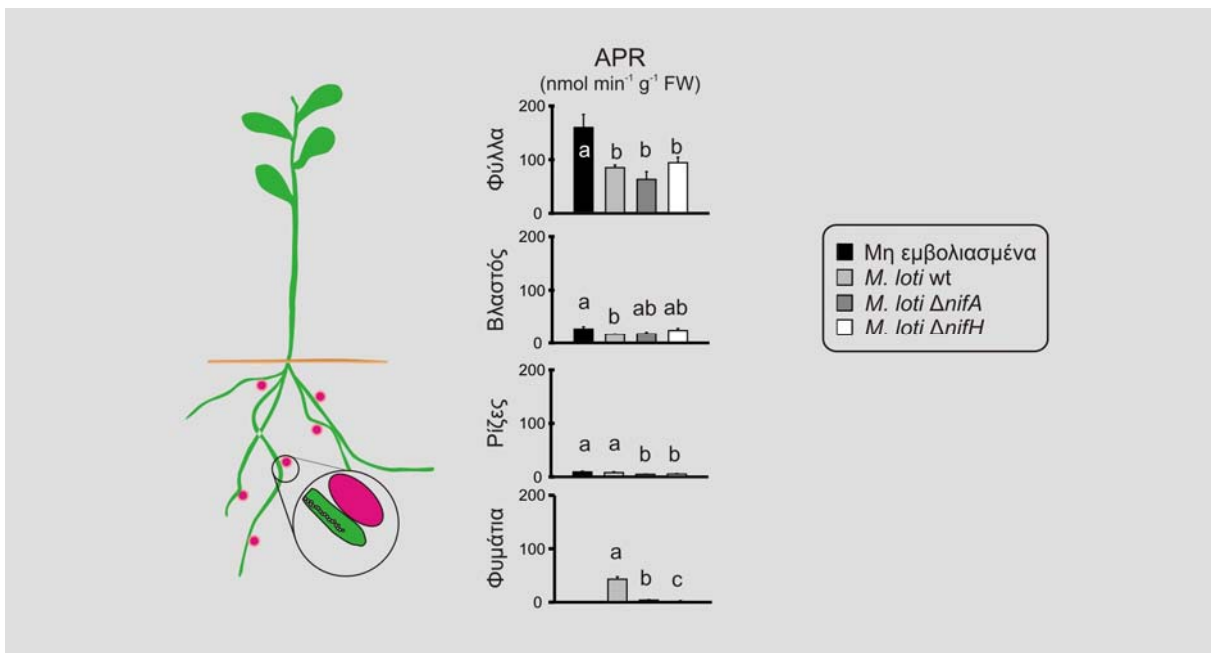 APR
(nmol min⁻¹ g⁻¹ FW)
Φύλλα
200
100
0
a
b
b
b
Βλαστός
200
100
0
a
b
ab
ab
Ρίζες
200
100
0
a
a
b
b
Φυμάτια
200
100
0
a
b
c
Μη εμβολιασμένα
M. loti wt
M. loti ΔnifA
M. loti ΔnifH